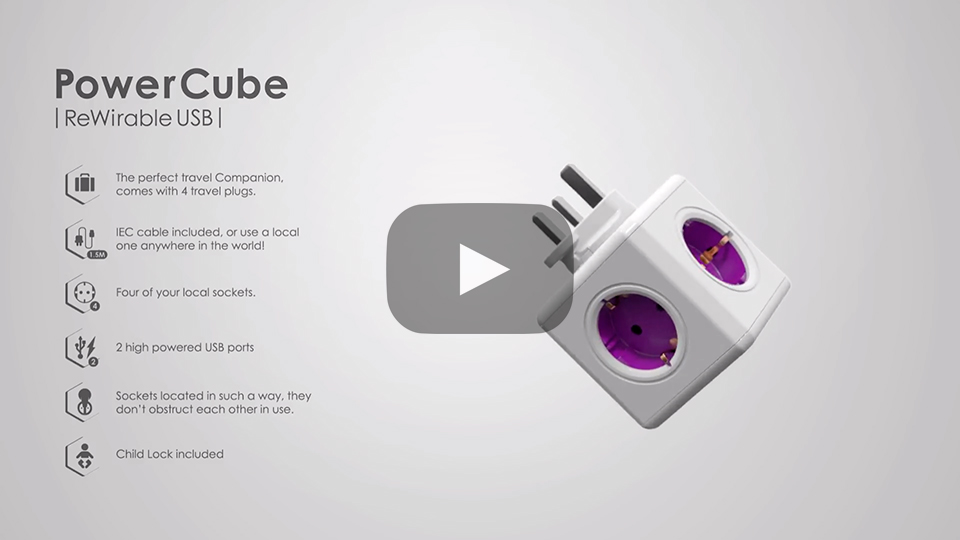 PowerCube
|ReWirable USB|
The perfect travel Companion,
comes with 4 travel plugs.
IEC cable included, or use a local
one anywhere in the world!
1.5M
Four of your local sockets.
4
2 high powered USB ports
2
Sockets located in such a way, they
don't obstruct each other in use.
Child Lock included